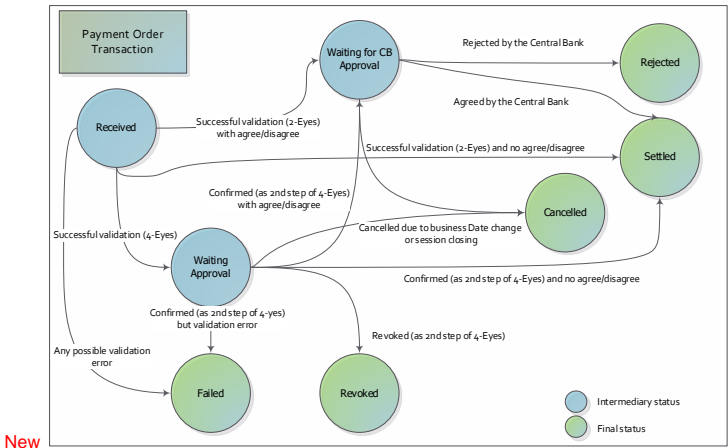 Payment Order
Transaction
Waiting for CB
Approval
Rejected by the Central Bank
Rejected
Agreed by the Central Bank
Received
Successful validation (2-Eyes)
with agree/disagree
Successful validation (2-Eyes) and no agree/disagree
Settled
Confirmed (as 2nd step of 4-Eyes)
with agree/disagree
Cancelled
Cancelled due to business Date change
or session closing
Successful validation (4-Eyes)
Waiting
Approval
Confirmed (as 2nd step of 4-Eyes) and no agree/disagree
Confirmed (as 2nd step of 4-yes)
but validation error
Revoked (as 2nd step of 4-Eyes)
Any possible validation
error
Failed
Revoked
Intermediary status
Final status
New